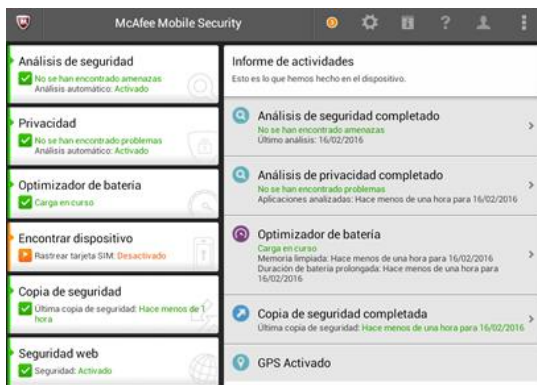 McAfee Mobile Security
Análisis de seguridad
No se han encontrado amenazas
Análisis automático: Activado
Privacidad
No se han encontrado problemas
Análisis automático: Activado
Optimizador de batería
Carga en curso
Encontrar dispositivo
Rastrear tarjeta SIM: Desactivado
Copia de seguridad
Última copia de seguridad: Hace menos de 1
hora
Seguridad web
Seguridad: Activado
Informe de actividades
Esto es lo que hemos hecho en el dispositivo.
Análisis de seguridad completado
No se han encontrado amenazas
Último análisis: 16/02/2016
Análisis de privacidad completado
No se han encontrado problemas
Aplicaciones analizadas: Hace menos de una hora para 16/02/2016
Optimizador de batería
Carga en curso
Memoria limpiada: Hace menos de una hora para 16/02/2016
Duración de batería prolongada: Hace menos de una hora para
16/02/2016
Copia de seguridad completada
Última copia de seguridad: Hace menos de una hora para 16/02/2016
GPS Activado